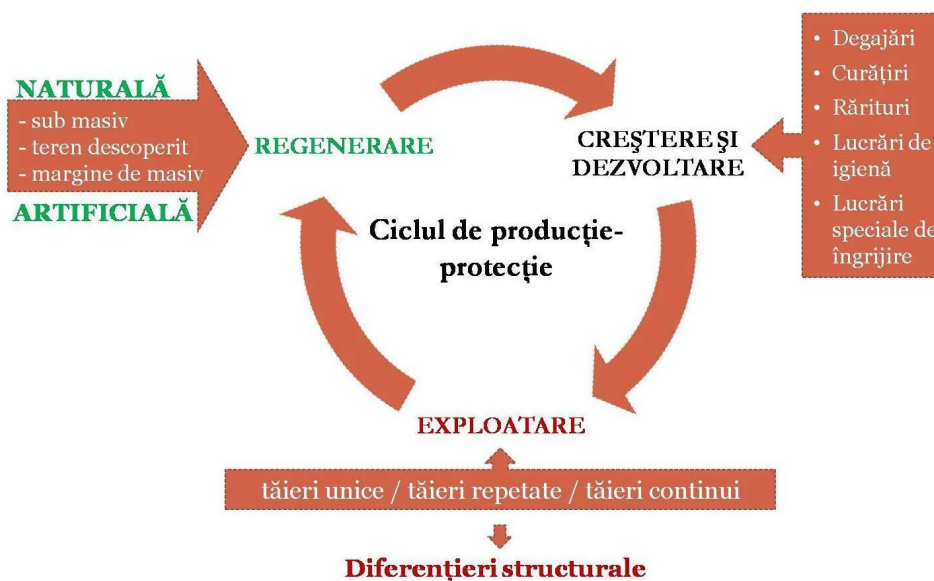 NATURALĂ
- sub masiv
- teren descoperit
- margine de masiv
ARTIFICIALĂ
REGENERARE
CREŞTERE ŞI
DEZVOLTARE
• Degajări
• Curățiri
• Rărituri
• Lucrări de
igienă
• Lucrări
speciale de
îngrijire
Ciclul de producție-
protecție
EXPLOATARE
tăieri unice / tăieri repetate / tăieri continui
Diferențieri structurale